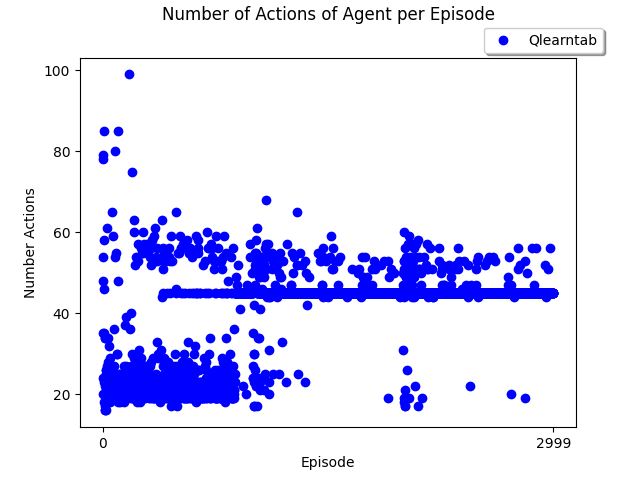 Number of Actions of Agent per Episode
Qlearntab
100
80
60
40
20
Number Actions
0
2999
Episode